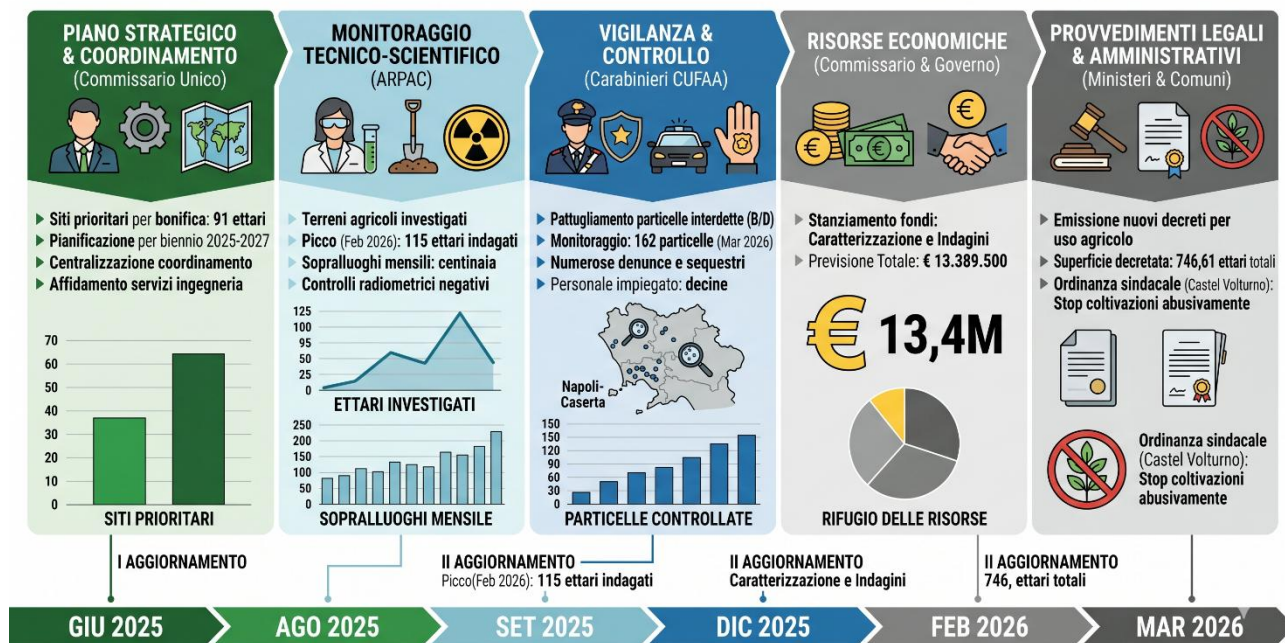 PIANO STRATEGICO
& COORDINAMENTO
(Commissario Unico)
Siti prioritari per bonifica: 91 ettari
Pianificazione per biennio 2025-2027
Centralizzazione coordinamento
Affidamento servizi ingegneria
70
60
50
40
30
20
10
0
SITI PRIORITARI
MONITORAGGIO
TECNICO-SCIENTIFICO
(ARPAC)
Terreni agricoli investigati
Picco (Feb 2026): 115 ettari indagati
Sopralluoghi mensili: centinaia
Controlli radiometrici negativi
125
100
95
50
25
0
ETTARI INVESTIGATI
250
200
150
100
50
50
SOPRALLUOGHI MENSILE
VIGILANZA &
CONTROLLO
(Carabinieri CUFAA)
Pattugliamento particelle interdette (B/D)
Monitoraggio: 162 particelle (Mar 2026)
Numerose denunce e sequestri
Personale impiegato: decine
Napoli-
Caserta
150
150
90
60
30
0
PARTICELLE CONTROLLATE
RISORSE ECONOMICHE
(Commissario & Governo)
Stanziamento fondi:
Caratterizzazione e Indagini
Previsione Totale: € 13.389.500
€ 13,4M
RIFUGIO DELLE RISORSE
PROVVEDIMENTI LEGALI
& AMMINISTRATIVI
(Ministeri & Comuni)
Emissione nuovi decreti per
uso agricolo
Superficie decretata: 746,61 ettari totali
Ordinanza sindacale (Castel Volturno):
Stop coltivazioni abusivamente
Ordinanza sindacale
(Castel Volturno):
Stop coltivazioni
abusivamente
I AGGIORNAMENTO
II AGGIORNAMENTO
Picco(Feb 2026): 115 ettari indagati
II AGGIORNAMENTO
Caratterizzazione e Indagini
II AGGIORNAMENTO
746, ettari totali
GIU 2025
AGO 2025
SET 2025
DIC 2025
FEB 2026
MAR 2026